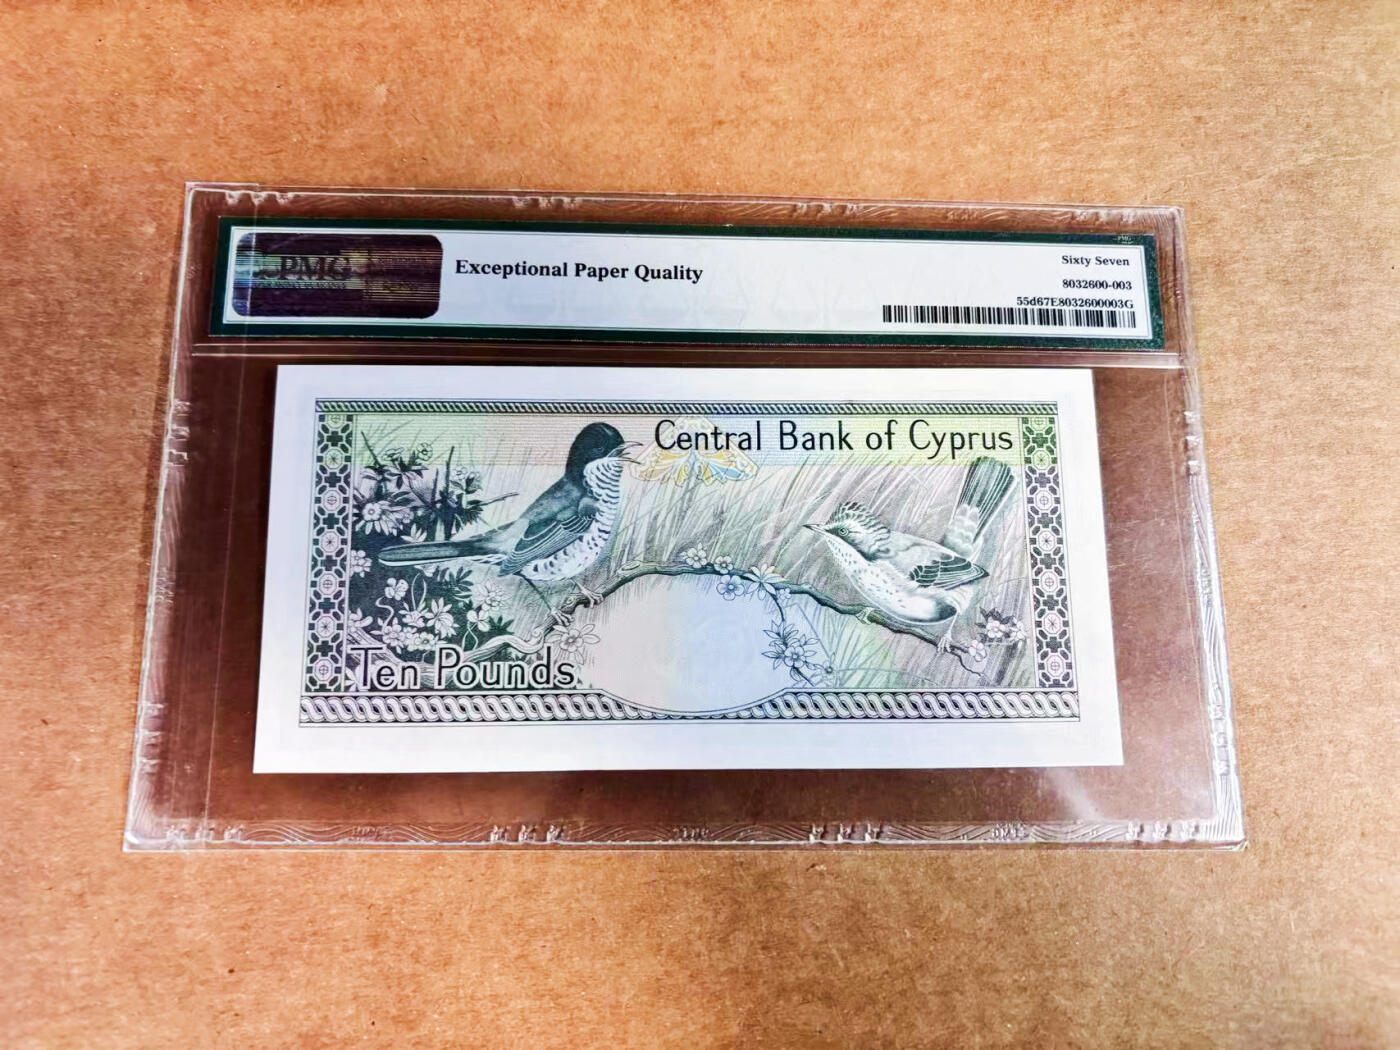 PMG
Exceptional Paper Quality
Sixty Seven
8032600-003
55d67E8032600003G
Central Bank of Cyprus
Ten Pounds